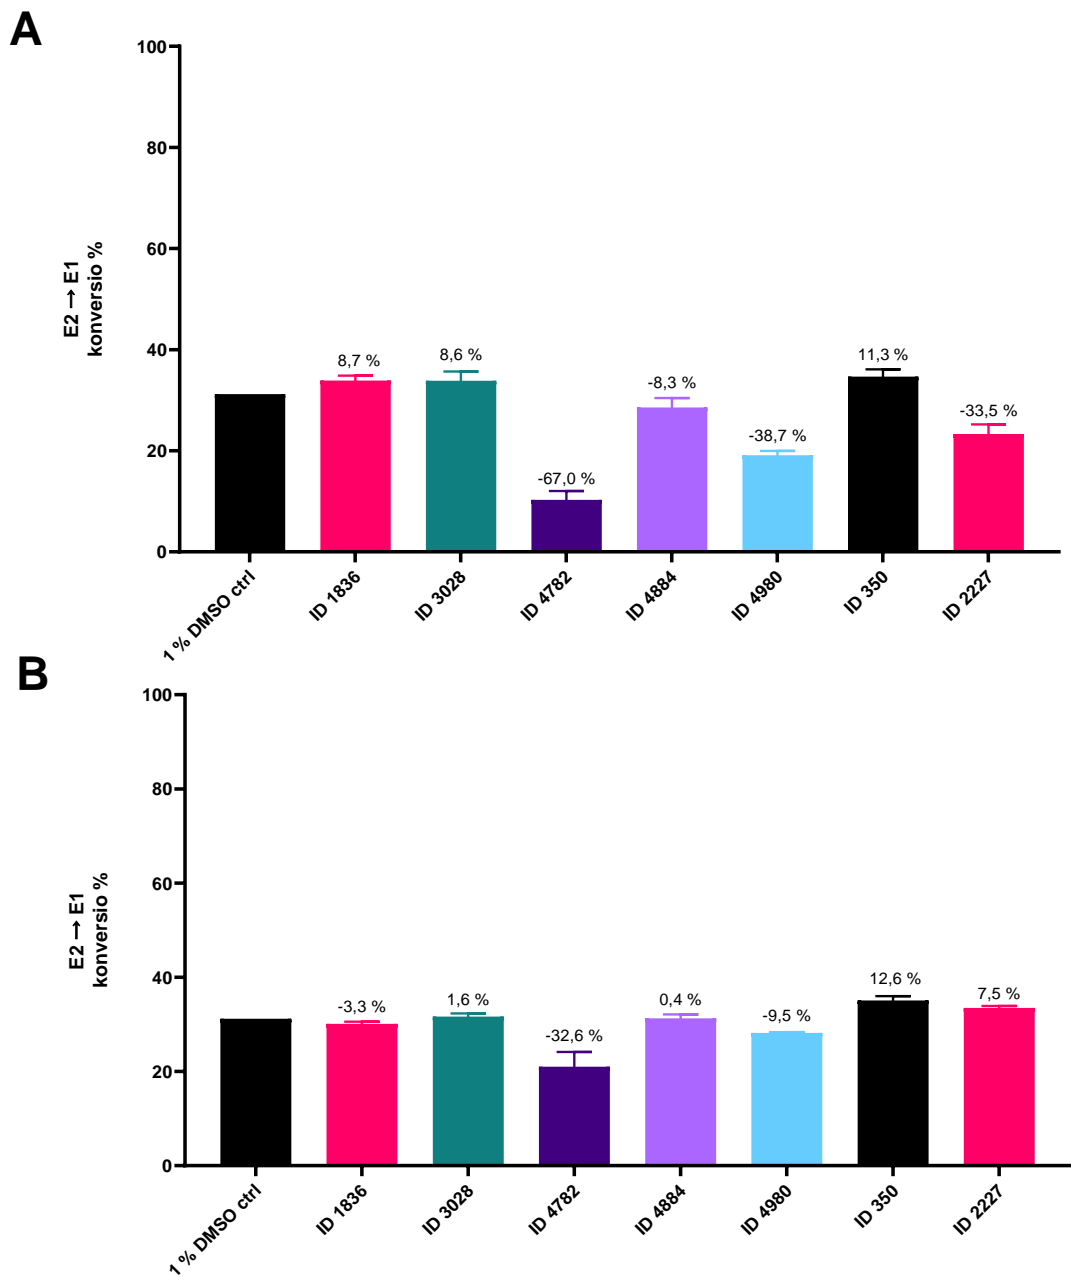 A
100
80
60
40
20
0
E2 → E1
konversio %
8,7 %
8,6 %
-67,0 %
-8,3 %
-38,7 %
11,3 %
-33,5 %
1 % DMSO ctrl
ID 1836
ID 3028
ID 4782
ID 4884
ID 4980
ID 350
ID 2227
B
100
80
60
40
20
0
E2 → E1
konversio %
-3,3 %
1,6 %
-32,6 %
0,4 %
-9,5 %
12,6 %
7,5 %
1 % DMSO ctrl
ID 1836
ID 3028
ID 4782
ID 4884
ID 4980
ID 350
ID 2227